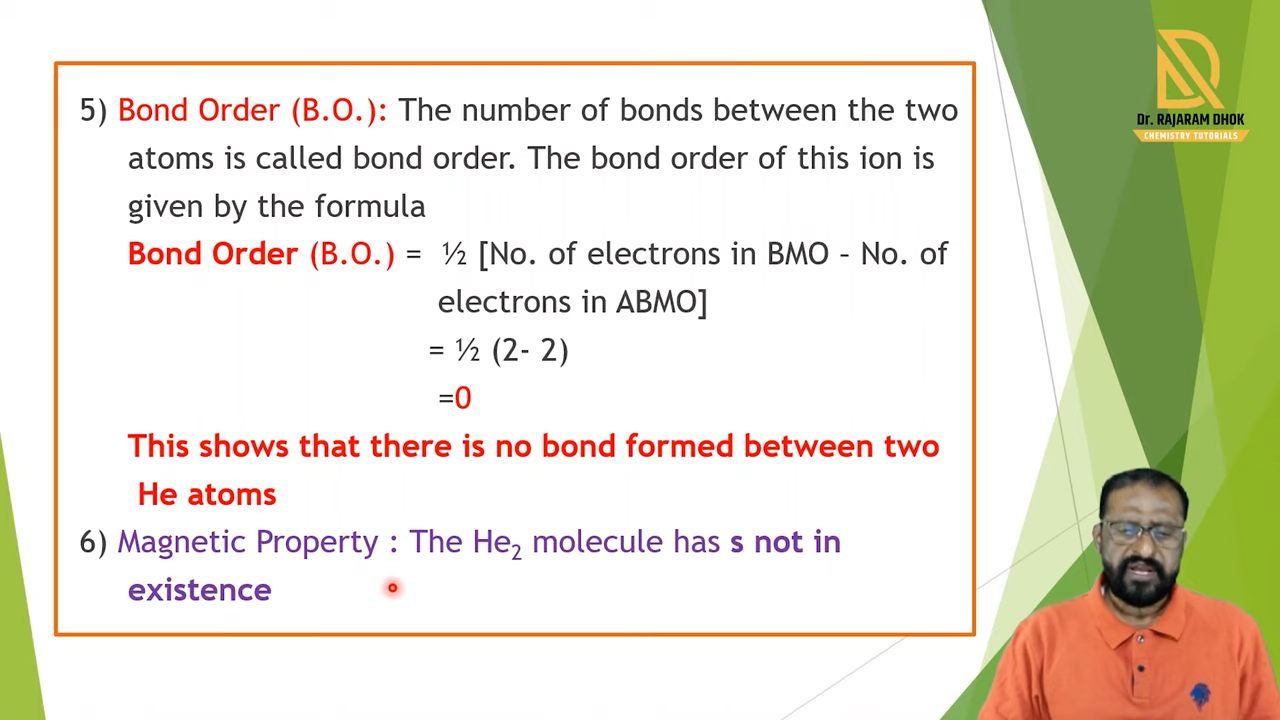 5) Bond Order (B.O.): The number of bonds between the two
atoms is called bond order. The bond order of this ion is
given by the formula
Bond Order (B.O.) = ½ [No. of electrons in BMO – No. of
electrons in ABMO]
= ½ (2- 2)
=0
This shows that there is no bond formed between two
He atoms
6) Magnetic Property : The He₂ molecule has s not in
existence
Dr. RAJARAM DHOK
CHEMISTRY TUTORIALS